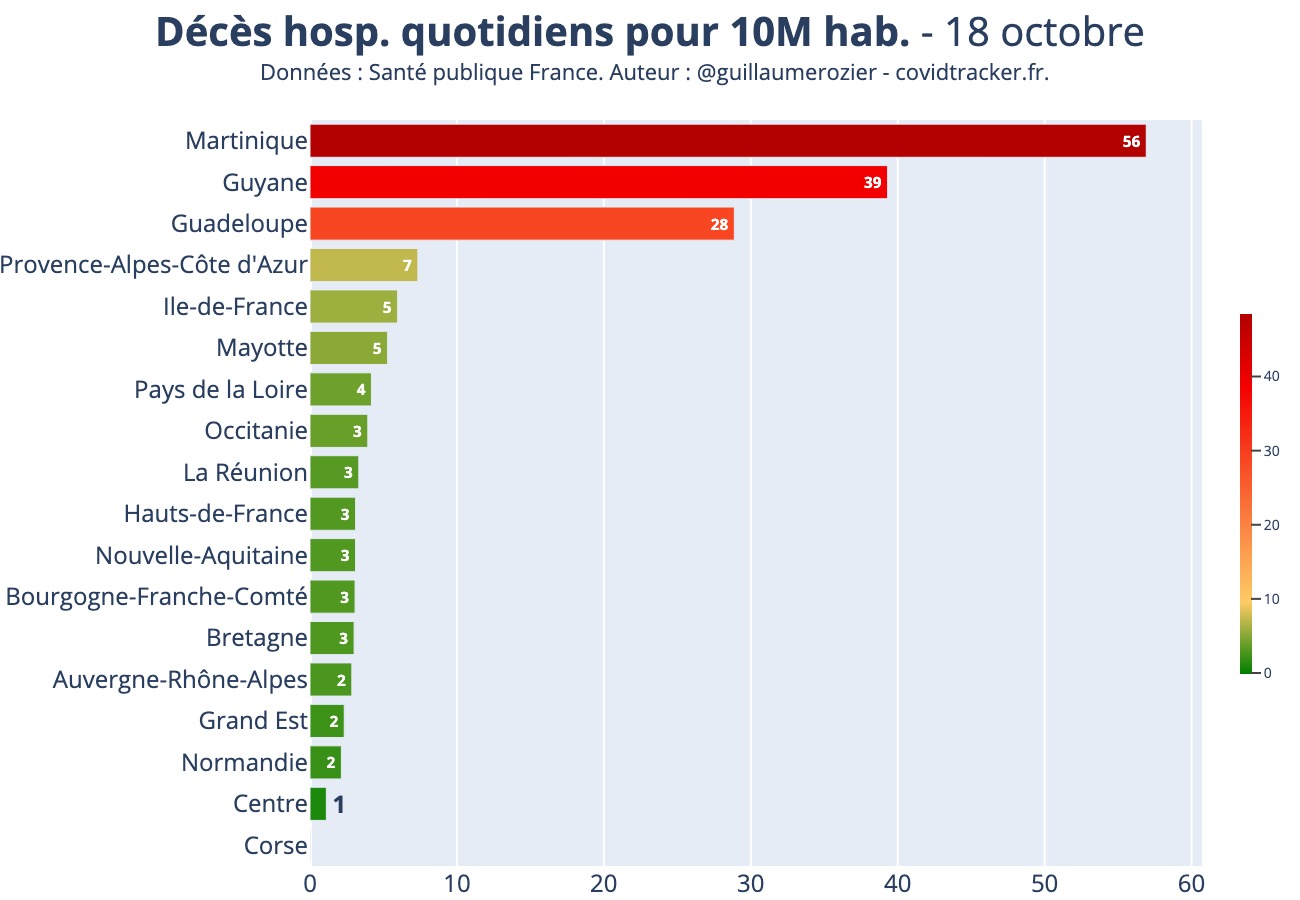 Décès hosp. quotidiens pour 10M hab. - 18 octobre
Données : Santé publique France. Auteur : @guillaumerozier - covidtracker.fr.
Martinique 56
Guyane 39
Guadeloupe 28
Provence-Alpes-Côte d'Azur 7
Ile-de-France 5
Mayotte 5
Pays de la Loire 4
Occitanie 3
La Réunion 3
Hauts-de-France 3
Nouvelle-Aquitaine 3
Bourgogne-Franche-Comté 3
Bretagne 3
Auvergne-Rhône-Alpes 2
Grand Est 2
Normandie 2
Centre 1
Corse
0 10 20 30 40 50 60
40
30
20
10
0